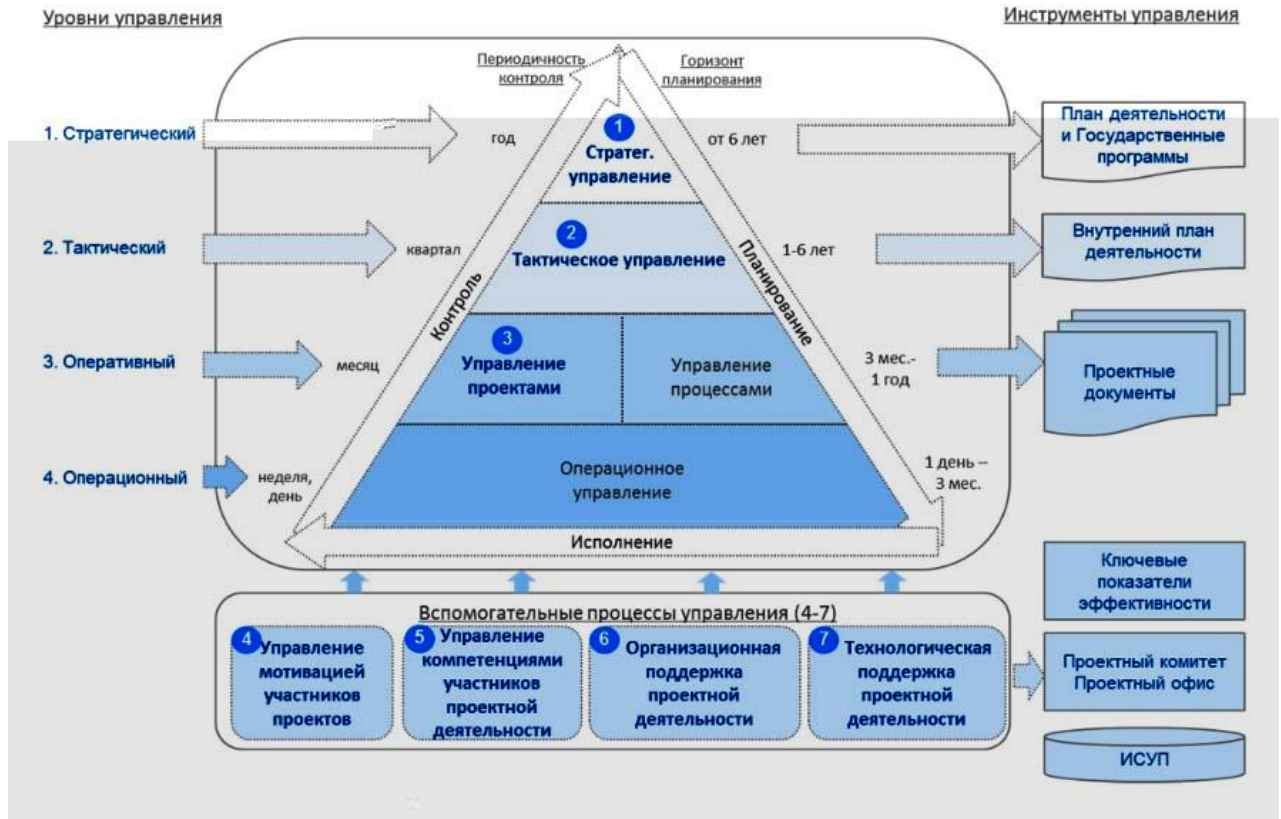 Уровни управления
Инструменты управления
Периодичность
контроля
Горизонт
планирования
1. Стратегический
год
1
Стратег.
управление
от 6 лет
План деятельности
и Государственные
программы
2. Тактический
квартал
2
Тактическое управление
1-6 лет
Внутренний план
деятельности
Контроль
Планирование
3. Оперативный
месяц
3
Управление
проектами
Управление
процессами
3 мес.-
1 год
Проектные
документы
4. Операционный
неделя,
день
Операционное
управление
1 день –
3 мес.
Исполнение
Ключевые
показатели
эффективности
Вспомогательные процессы управления (4-7)
4
Управление
мотивацией
участников
проектов
5
Управление
компетенциями
участников
проектной
деятельности
6
Организационная
поддержка
проектной
деятельности
7
Технологическая
поддержка
проектной
деятельности
Проектный комитет
Проектный офис
ИСУП